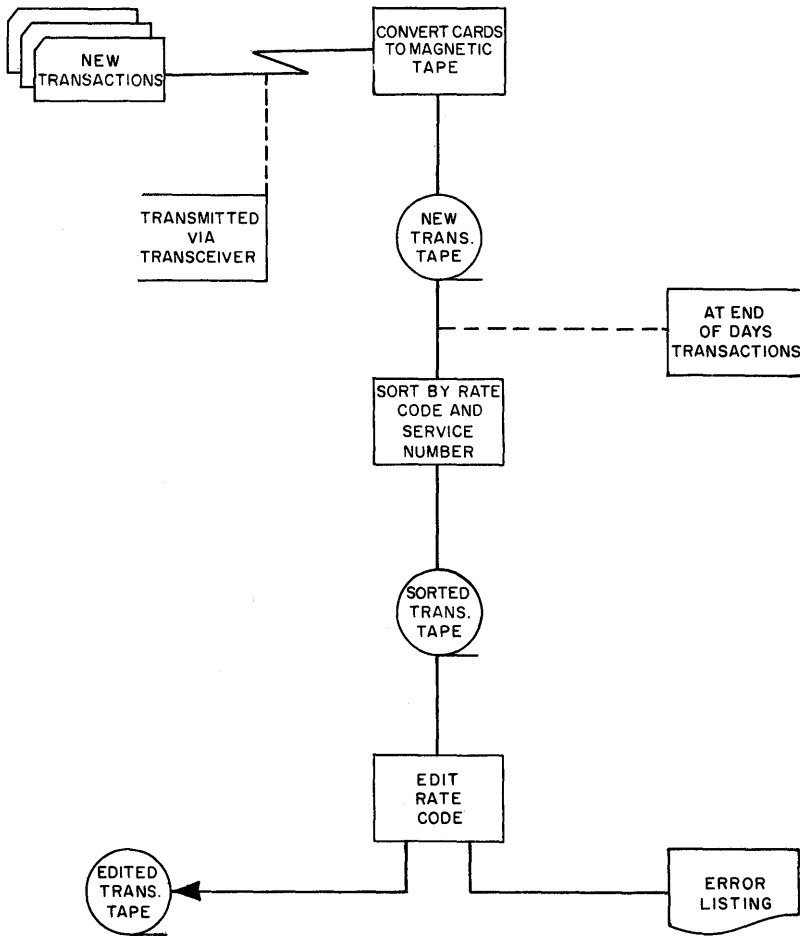 NEW
TRANSACTIONS
CONVERT CARDS
TO MAGNETIC
TAPE
TRANSMITTED
VIA
TRANSCEIVER
NEW
TRANS.
TAPE
AT END
OF DAYS
TRANSACTIONS
SORT BY RATE
CODE AND
SERVICE
NUMBER
SORTED
TRANS.
TAPE
EDIT
RATE
CODE
EDITED
TRANS.
TAPE
ERROR
LISTING